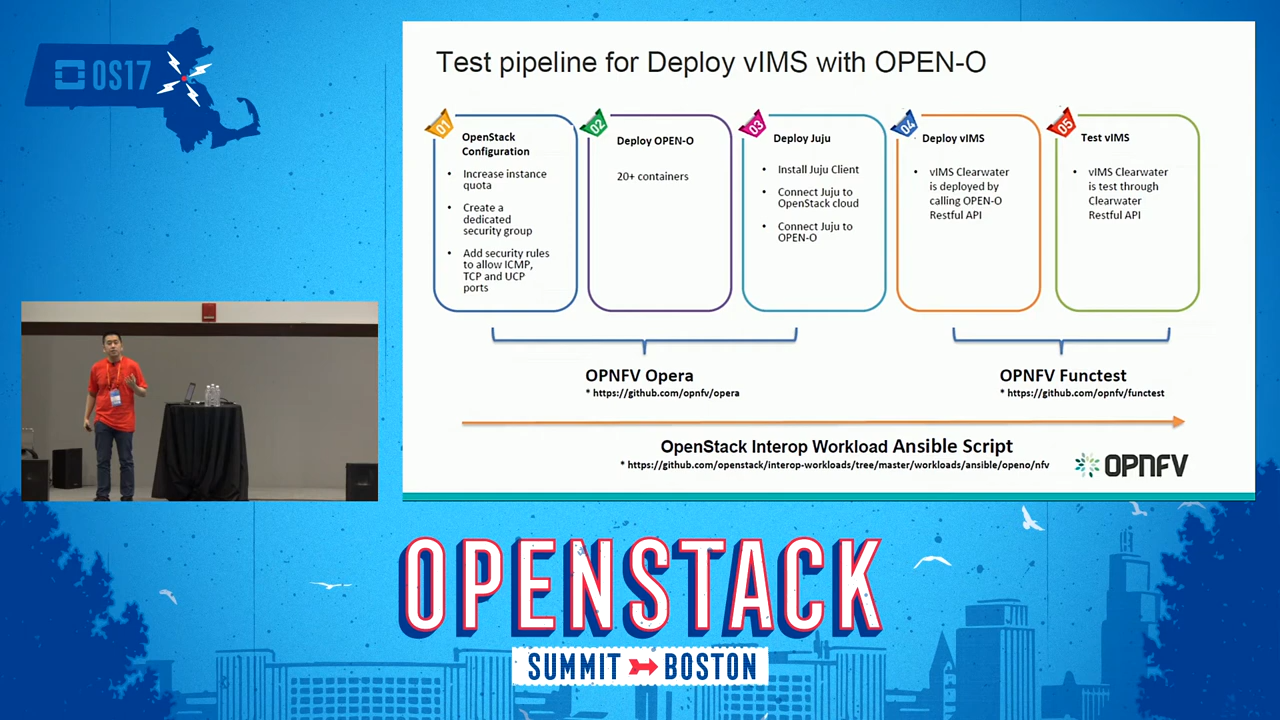 OS17
Test pipeline for Deploy vIMS with OPEN-O
01
OpenStack
Configuration
• Increase instance
quota
• Create a
dedicated
security group
• Add security rules
to allow ICMP,
TCP and UCP
ports
02
Deploy OPEN-O
20+ containers
03
Deploy Juju
• Install Juju Client
• Connect Juju to
OpenStack cloud
• Connect Juju to
OPEN-O
04
Deploy vIMS
• vIMS Clearwater
is deployed by
calling OPEN-O
Restful API
05
Test vIMS
• vIMS Clearwater
is test through
Clearwater
Restful API
OPNFV Opera
* https://github.com/opnfv/opera
OPNFV Functest
* https://github.com/opnfv/functest
OpenStack Interop Workload Ansible Script
* https://github.com/openstack/interop-workloads/tree/master/workloads/ansible/openo/nfv
OPNFV
OPENSTACK
SUMMIT BOSTON